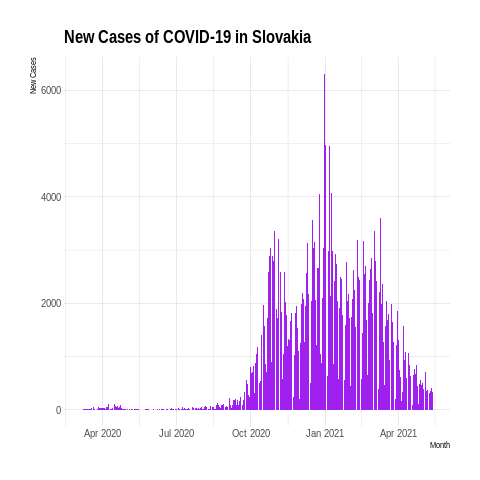 New Cases of COVID-19 in Slovakia
New Cases
6000
4000
2000
0
Apr 2020 Jul 2020 Oct 2020 Jan 2021 Apr 2021
Month